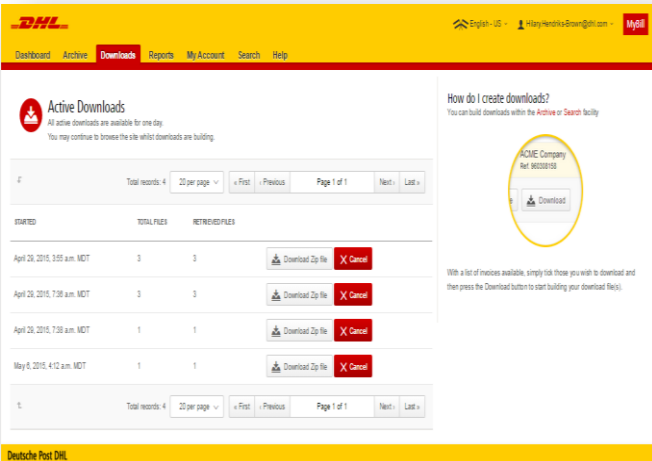 DHL
English - US
HilaryHendriks-Brown@dhl.com
MyBill
Dashboard Archive Downloads Reports My Account Search Help
Active Downloads
All active downloads are available for one day.
You may continue to browse the site whilst downloads are building.
Total records: 4 20 per page « First ‹ Previous Page 1 of 1 Next › Last »
STARTED TOTAL FILES RETRIEVED FILES
April 29, 2015, 3:55 a.m. MDT 3 3 Download Zip file X Cancel
April 29, 2015, 7:36 a.m. MDT 3 3 Download Zip file X Cancel
April 29, 2015, 7:38 a.m. MDT 1 1 Download Zip file X Cancel
May 6, 2015, 4:12 a.m. MDT 1 1 Download Zip file X Cancel
Total records: 4 20 per page « First ‹ Previous Page 1 of 1 Next › Last »
How do I create downloads?
You can build downloads within the Archive or Search facility
ACME Company
Ref: 960308158
Download
With a list of invoices available, simply tick those you wish to download and
then press the Download button to start building your download file(s).
Deutsche Post DHL